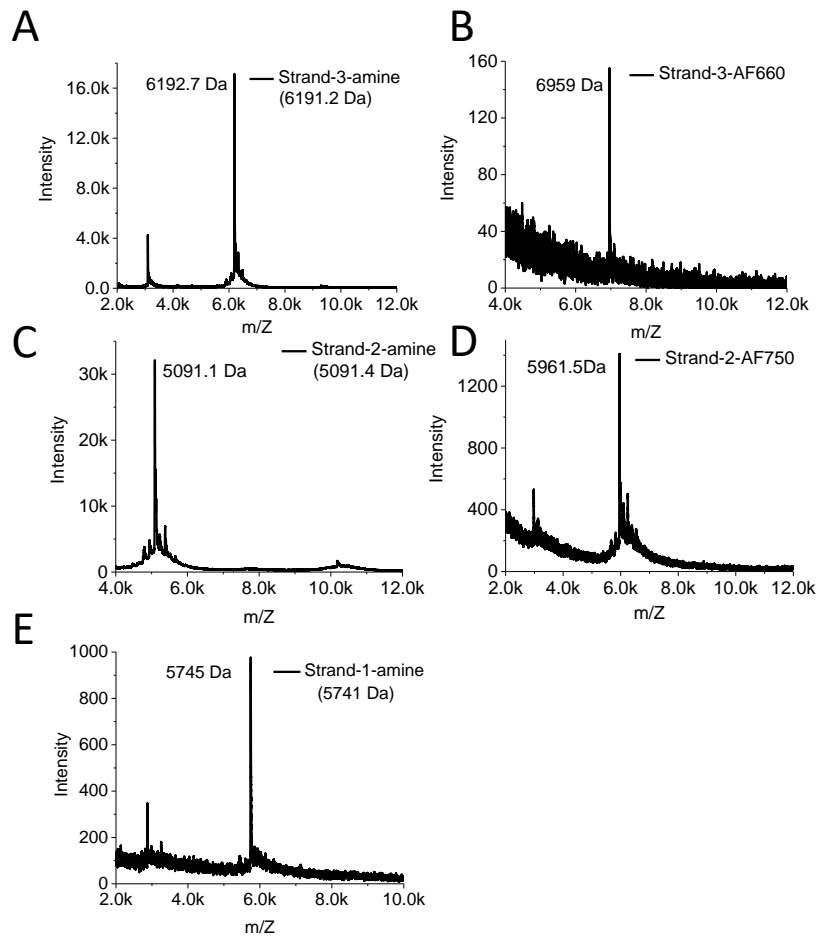 A
6192.7 Da
Strand-3-amine
(6191.2 Da)
Intensity
16.0k
12.0k
8.0k
4.0k
0.0
2.0k 4.0k 6.0k 8.0k 10.0k 12.0k
m/Z
B
6959 Da
Strand-3-AF660
Intensity
160
120
80
40
0
4.0k 6.0k 8.0k 10.0k 12.0k
m/Z
C
5091.1 Da
Strand-2-amine
(5091.4 Da)
Intensity
30k
20k
10k
0
4.0k 6.0k 8.0k 10.0k 12.0k
m/Z
D
5961.5Da
Strand-2-AF750
Intensity
1200
800
400
0
2.0k 4.0k 6.0k 8.0k 10.0k 12.0k
m/Z
E
5745 Da
Strand-1-amine
(5741 Da)
Intensity
1000
800
600
400
200
0
2.0k 4.0k 6.0k 8.0k 10.0k
m/Z